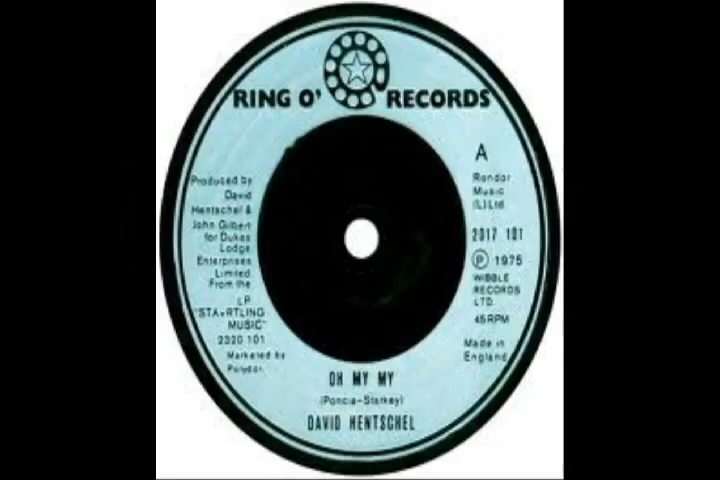 RING O' RECORDS
A
Produced by
David
Hentschel &
John Gilbert
for Dukes
Lodge
Enterprises
Limited
From the
LP
"STA*RTLING
MUSIC"
2320 101
Marketed by
Polydor.
Rondor
Music
(L)Ltd.
2017 101
Ⓟ 1975
WIBBLE
RECORDS
LTD.
45RPM
Made in
England
OH MY MY
(Poncia-Starkey)
DAVID HENTSCHEL